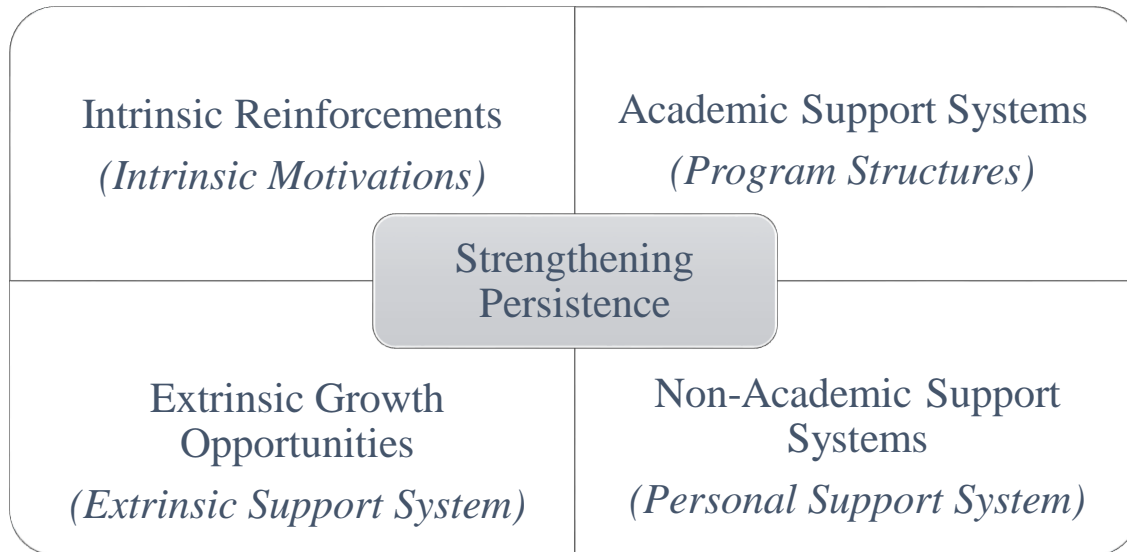 Intrinsic Reinforcements
(Intrinsic Motivations)
Academic Support Systems
(Program Structures)
Strengthening
Persistence
Extrinsic Growth
Opportunities
(Extrinsic Support System)
Non-Academic Support
Systems
(Personal Support System)